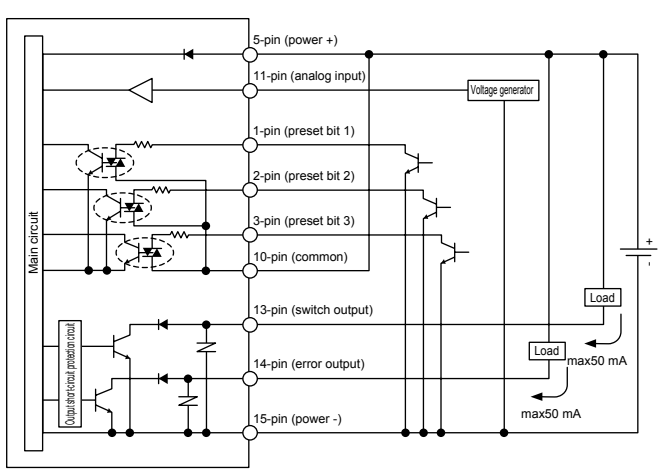 5-pin (power +)
11-pin (analog input)
Voltage generator
1-pin (preset bit 1)
2-pin (preset bit 2)
3-pin (preset bit 3)
10-pin (common)
Main circuit
+
-
Load
13-pin (switch output)
Load
max50 mA
14-pin (error output)
max50 mA
Output short-circuit protection circuit
15-pin (power -)